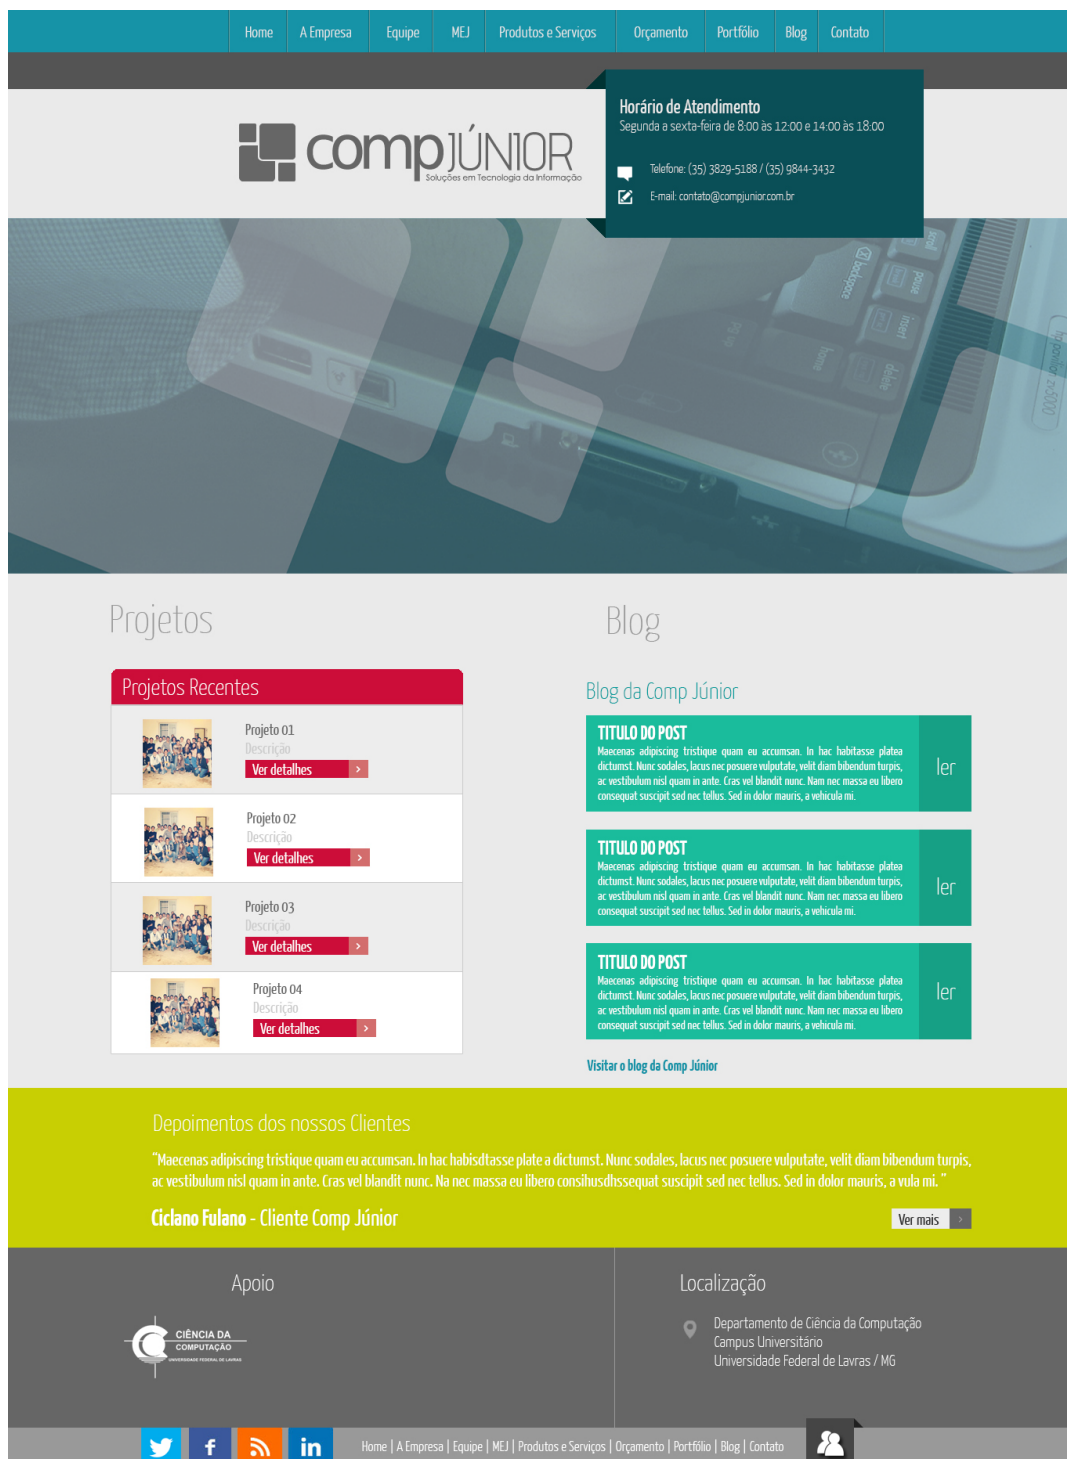 Home A Empresa Equipe MEJ Produtos e Serviços Orçamento Portfólio Blog Contato
compJÚNIOR
Soluções em Tecnologia da Informação
Horário de Atendimento
Segunda a sexta-feira de 8:00 às 12:00 e 14:00 às 18:00
Telefone: (35) 3829-5188 / (35) 9844-3432
E-mail: contato@compjunior.com.br
backspace
scroll
pause
insert
home
delete
Projetos
Projetos Recentes
Projeto 01
Descrição
Ver detalhes >
Projeto 02
Descrição
Ver detalhes >
Projeto 03
Descrição
Ver detalhes >
Projeto 04
Descrição
Ver detalhes >
Blog
Blog da Comp Júnior
TITULO DO POST
Maecenas adipiscing tristique quam eu accumsan. In hac habitasse platea
dictumst. Nunc sodales, lacus nec posuere vulputate, velit diam bibendum turpis,
ac vestibulum nisl quam in ante. Cras vel blandit nunc. Nam nec massa eu libero
consequat suscipit sed nec tellus. Sed in dolor mauris, a vehicula mi.
ler
TITULO DO POST
Maecenas adipiscing tristique quam eu accumsan. In hac habitasse platea
dictumst. Nunc sodales, lacus nec posuere vulputate, velit diam bibendum turpis,
ac vestibulum nisl quam in ante. Cras vel blandit nunc. Nam nec massa eu libero
consequat suscipit sed nec tellus. Sed in dolor mauris, a vehicula mi.
ler
TITULO DO POST
Maecenas adipiscing tristique quam eu accumsan. In hac habitasse platea
dictumst. Nunc sodales, lacus nec posuere vulputate, velit diam bibendum turpis,
ac vestibulum nisl quam in ante. Cras vel blandit nunc. Nam nec massa eu libero
consequat suscipit sed nec tellus. Sed in dolor mauris, a vehicula mi.
ler
Visitar o blog da Comp Júnior
Depoimentos dos nossos Clientes
"Maecenas adipiscing tristique quam eu accumsan. In hac habisdtasse plate a dictumst. Nunc sodales, lacus nec posuere vulputate, velit diam bibendum turpis,
ac vestibulum nisl quam in ante. Cras vel blandit nunc. Na nec massa eu libero consihusdhssequat suscipit sed nec tellus. Sed in dolor mauris, a vula mi. "
Ciclano Fulano - Cliente Comp Júnior
Ver mais >
Apoio
CIÊNCIA DA
COMPUTAÇÃO
UNIVERSIDADE FEDERAL DE LAVRAS
Localização
Departamento de Ciência da Computação
Campus Universitário
Universidade Federal de Lavras / MG
f in
Home | A Empresa | Equipe | MEJ | Produtos e Serviços | Orçamento | Portfólio | Blog | Contato